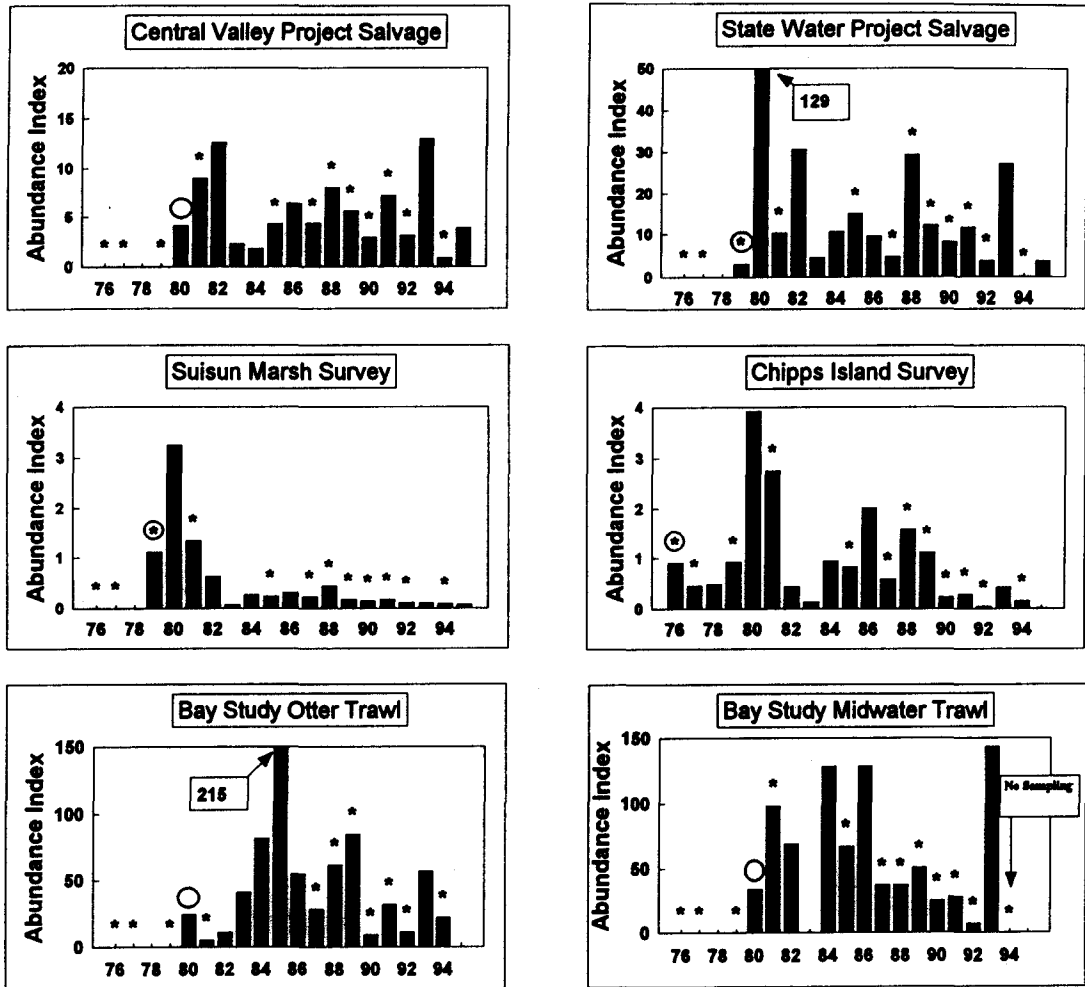 Central Valley Project Salvage
Abundance Index
20
15
10
5
0
76 78 80 82 84 86 88 90 92 94
State Water Project Salvage
Abundance Index
50
40
30
20
10
0
129
76 78 80 82 84 86 88 90 92 94
Suisun Marsh Survey
Abundance Index
4
3
2
1
0
76 78 80 82 84 86 88 90 92 94
Chipps Island Survey
Abundance Index
4
3
2
1
0
76 78 80 82 84 86 88 90 92 94
Bay Study Otter Trawl
Abundance Index
150
100
50
0
215
76 78 80 82 84 86 88 90 92 94
Bay Study Midwater Trawl
Abundance Index
150
100
50
0
No Sampling
76 78 80 82 84 86 88 90 92 94